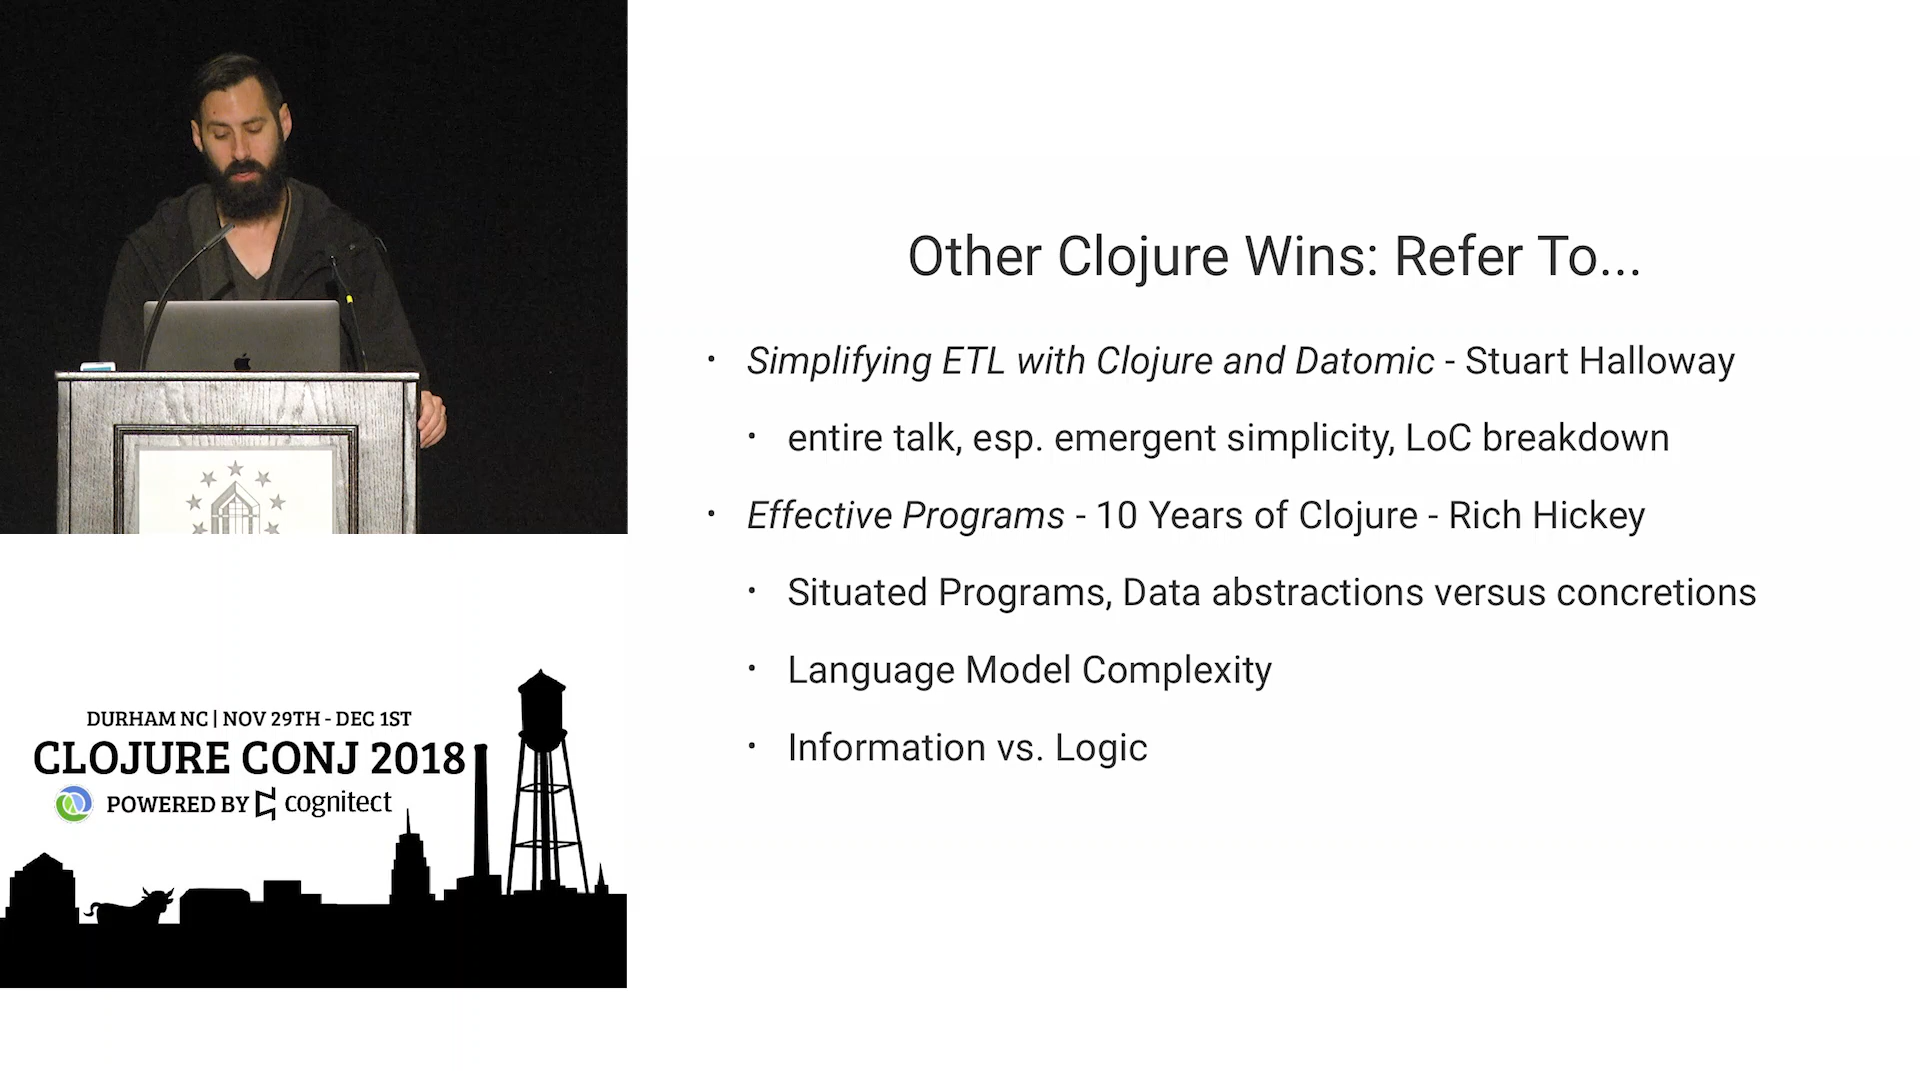 Other Clojure Wins: Refer To...
• Simplifying ETL with Clojure and Datomic - Stuart Halloway
• entire talk, esp. emergent simplicity, LoC breakdown
• Effective Programs - 10 Years of Clojure - Rich Hickey
• Situated Programs, Data abstractions versus concretions
• Language Model Complexity
• Information vs. Logic
DURHAM NC | NOV 29TH - DEC 1ST
CLOJURE CONJ 2018
POWERED BY cognitect